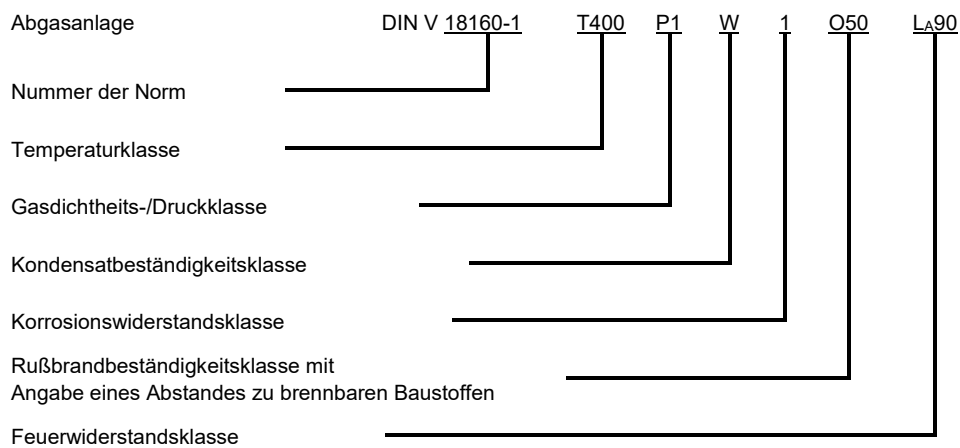 Abgasanlage DIN V 18160-1 T400 P1 W 1 O50 LA90
Nummer der Norm
Temperaturklasse
Gasdichtheits-/Druckklasse
Kondensatbeständigkeitsklasse
Korrosionswiderstandsklasse
Rußbrandbeständigkeitsklasse mit
Angabe eines Abstandes zu brennbaren Baustoffen
Feuerwiderstandsklasse